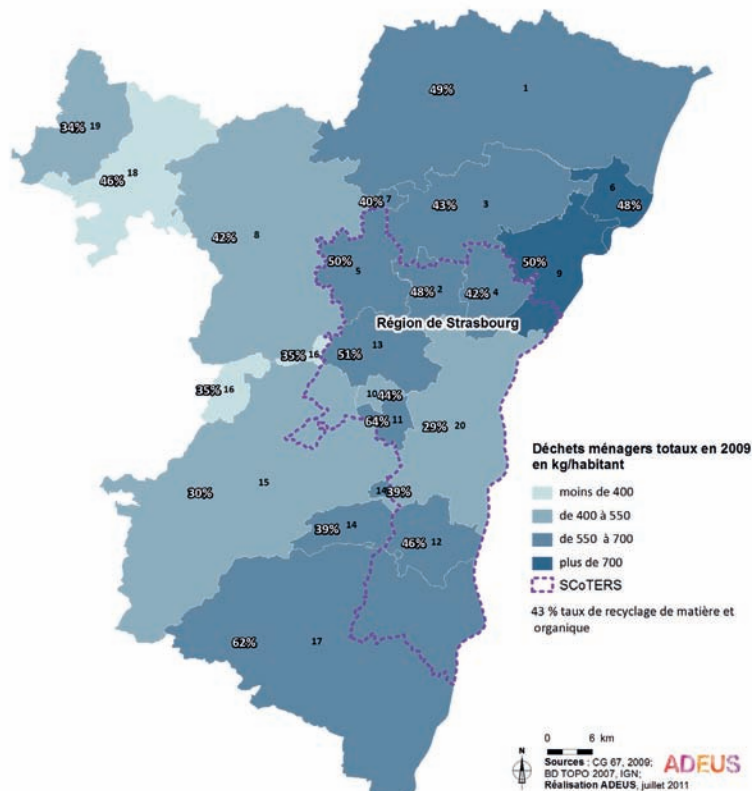 49% 1
34% 19
46% 18
40% 7
43% 3
6
48%
42% 8
50% 5
50% 9
48% 2
42% 4
Région de Strasbourg
51% 13
35% 16
35% 16
10 44%
64% 11
29% 20
30% 15
14 39%
39% 14
46% 12
62% 17
Déchets ménagers totaux en 2009
en kg/habitant
moins de 400
de 400 à 550
de 550 à 700
plus de 700
SCoTERS
43 % taux de recyclage de matière et
organique
0 6 km
N
Sources : CG 67, 2009;
BD TOPO 2007, IGN;
Réalisation ADEUS, juillet 2011
ADEUS